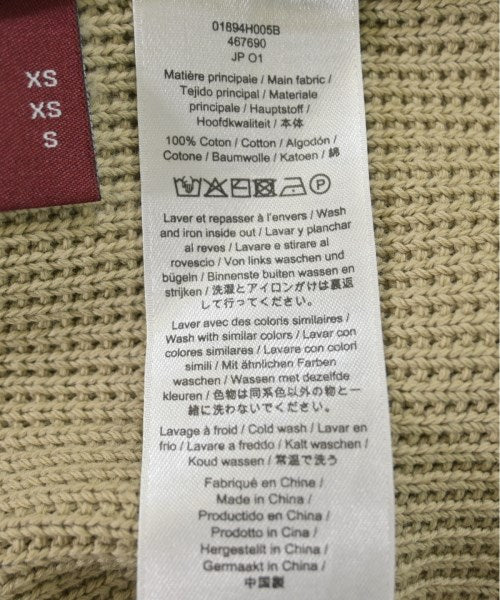 XS
XS
S
01894H005B
467690
JP O1
Matière principale / Main fabric /
Tejido principal / Materiale
principale / Hauptstoff /
Hoofdkwaliteit / 本体
100% Coton / Cotton / Algodón /
Cotone / Baumwolle / Katoen / 綿
Laver et repasser à l'envers / Wash
and iron inside out / Lavar y planchar
al reves / Lavare e stirare al
rovescio / Von links waschen und
bügeln / Binnenste buiten wassen en
strijken / 洗濯とアイロンがけは裏返
して行ってください。
Laver avec des coloris similaires /
Wash with similar colors / Lavar con
colores similares / Lavare con colori
simili / Mit ähnlichen Farben
waschen / Wassen met dezelfde
kleuren / 色物は同系色以外の物と一
緒に洗わないでください。
Lavage à froid / Cold wash / Lavar en
frio / Lavare a freddo / Kalt waschen /
Koud wassen / 常温で洗う
Fabriqué en Chine /
Made in China /
Productido en China /
Prodotto in Cina /
Hergestellt in China /
Gemaakt in China /
中国製